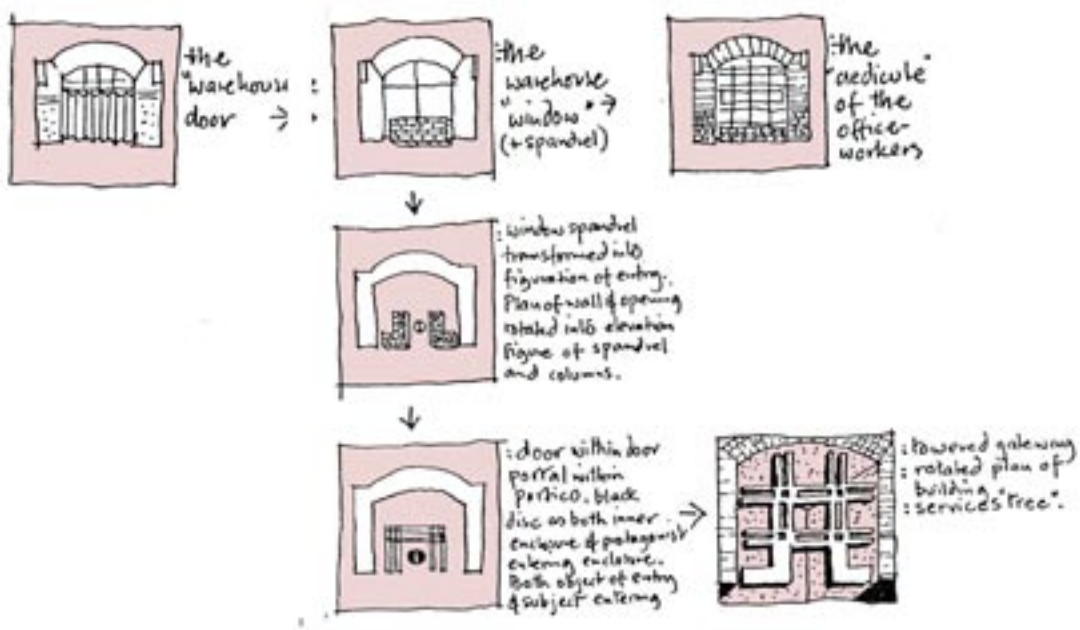 the
"warehouse
door
:the
warehouse
"window"
(+ spandrel)
:the
"aedicule"
of the
office-
workers
: window spandrel
transformed into
figuration of entry.
Plan of wall & opening
rotated into elevation
figure of spandrel
and columns.
: door within door
portal within
portico. black
disc as both inner
enclosure & protagonist
entering enclosure.
Both object of entry
& subject entering
: towered gateway
: rotated plan of
building
: services "tree".